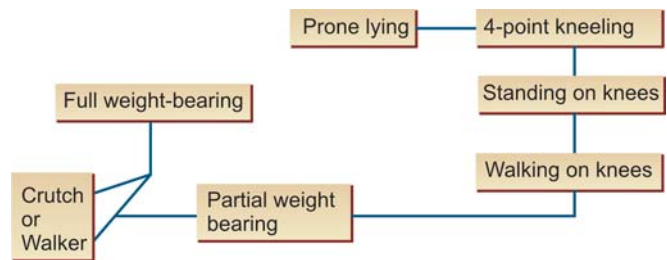 Prone lying
4-point kneeling
Standing on knees
Full weight-bearing
Walking on knees
Crutch
or
Walker
Partial weight
bearing